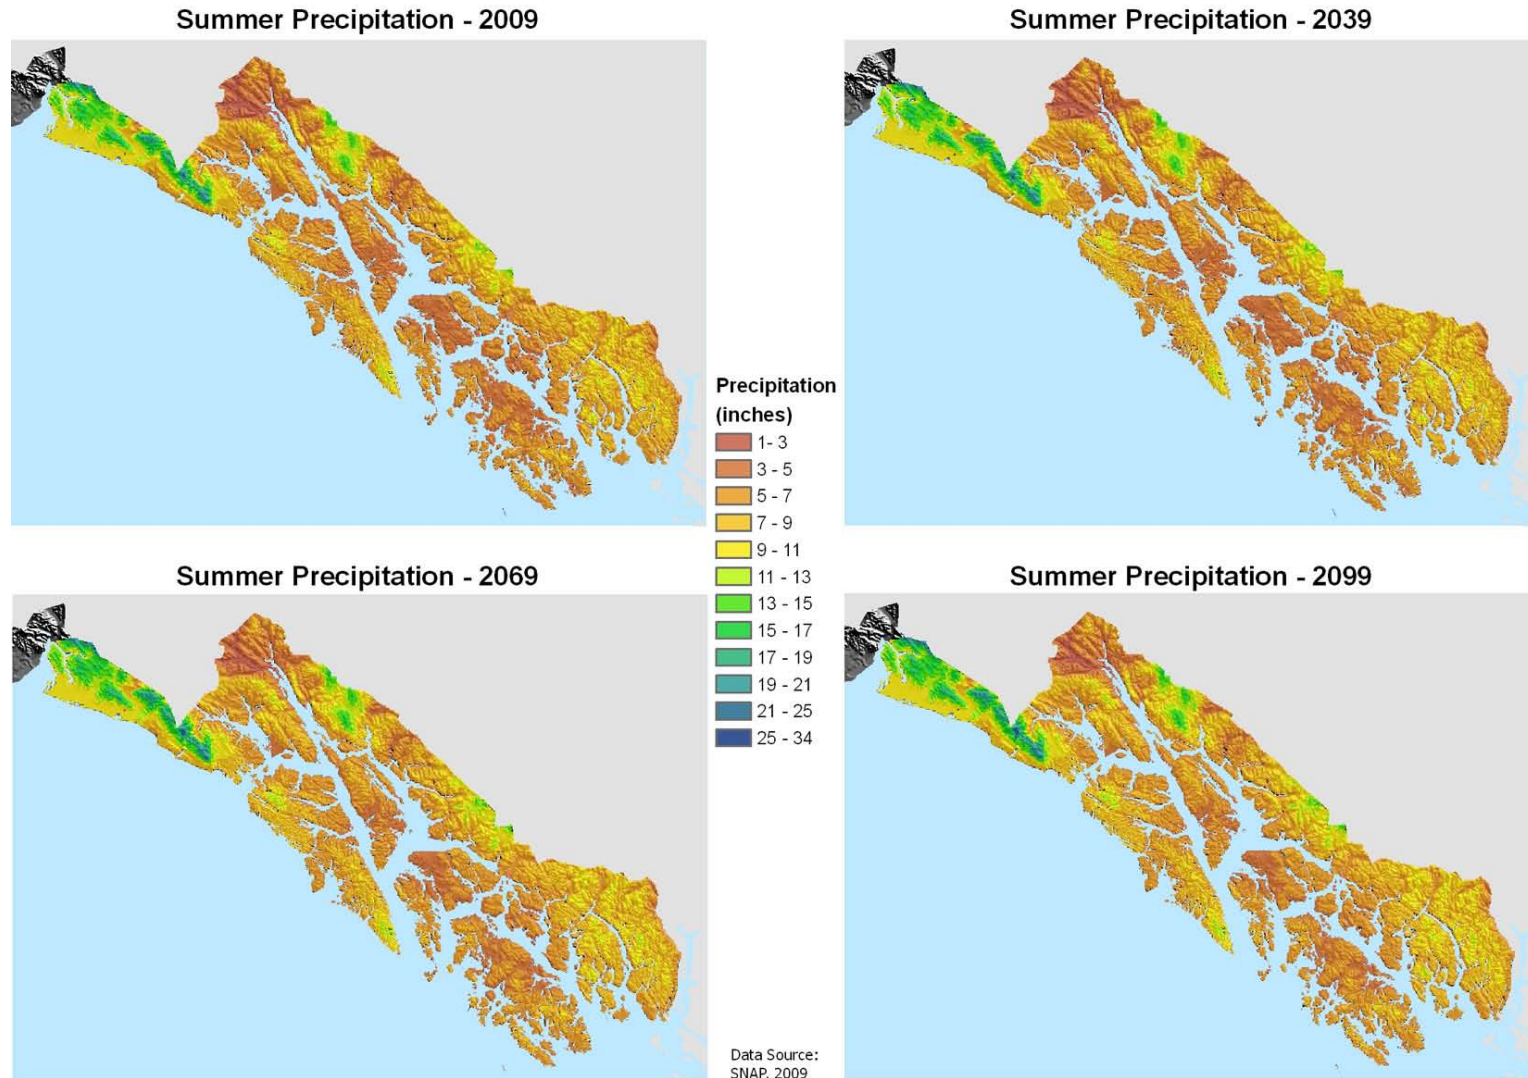 Summer Precipitation - 2009
Summer Precipitation - 2039
Precipitation
(inches)
1- 3
3 - 5
5 - 7
7 - 9
9 - 11
11 - 13
13 - 15
15 - 17
17 - 19
19 - 21
21 - 25
25 - 34
Summer Precipitation - 2069
Summer Precipitation - 2099
Data Source:
SNAP, 2009